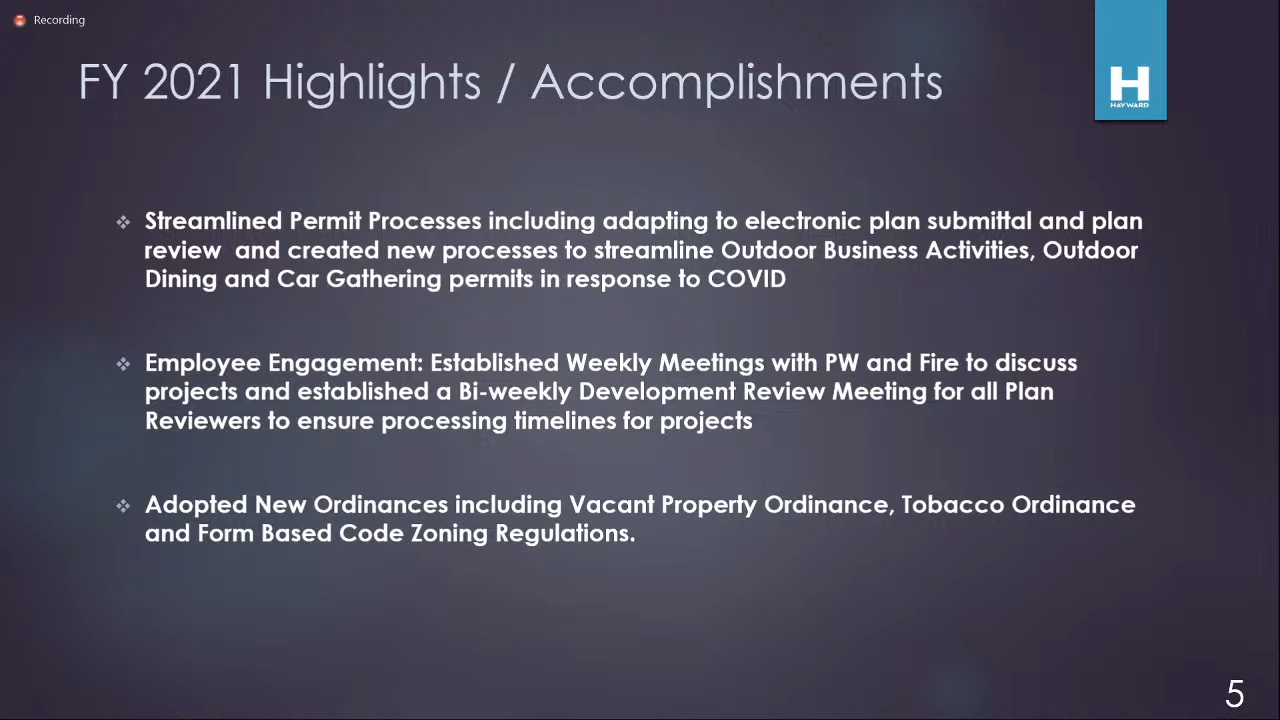 Recording
FY 2021 Highlights / Accomplishments
H
HAYWARD
Streamlined Permit Processes including adapting to electronic plan submittal and plan
review and created new processes to streamline Outdoor Business Activities, Outdoor
Dining and Car Gathering permits in response to COVID
Employee Engagement: Established Weekly Meetings with PW and Fire to discuss
projects and established a Bi-weekly Development Review Meeting for all Plan
Reviewers to ensure processing timelines for projects
Adopted New Ordinances including Vacant Property Ordinance, Tobacco Ordinance
and Form Based Code Zoning Regulations.
5